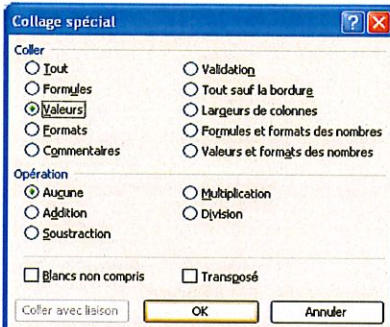 Collage spécial
Coller
Tout
Formules
Valeurs
Formats
Commentaires
Validation
Tout sauf la bordure
Largeurs de colonnes
Formules et formats des nombres
Valeurs et formats des nombres
Opération
Aucune
Addition
Soustraction
Multiplication
Division
Blancs non compris
Transposé
Coller avec liaison
OK
Annuler